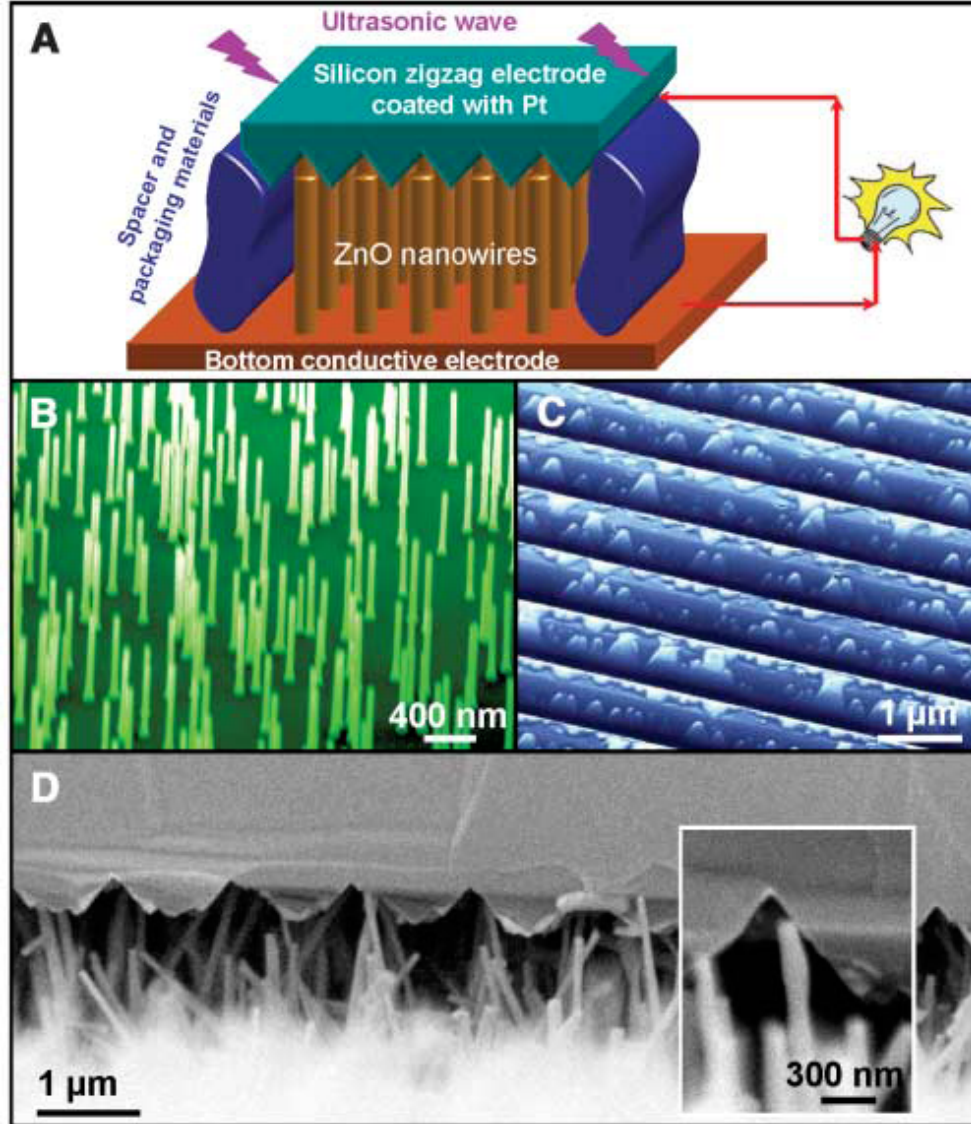 A
Ultrasonic wave
Silicon zigzag electrode
coated with Pt
Spacer and
packaging materials
ZnO nanowires
Bottom conductive electrode
B
400 nm
C
1 µm
D
1 µm
300 nm